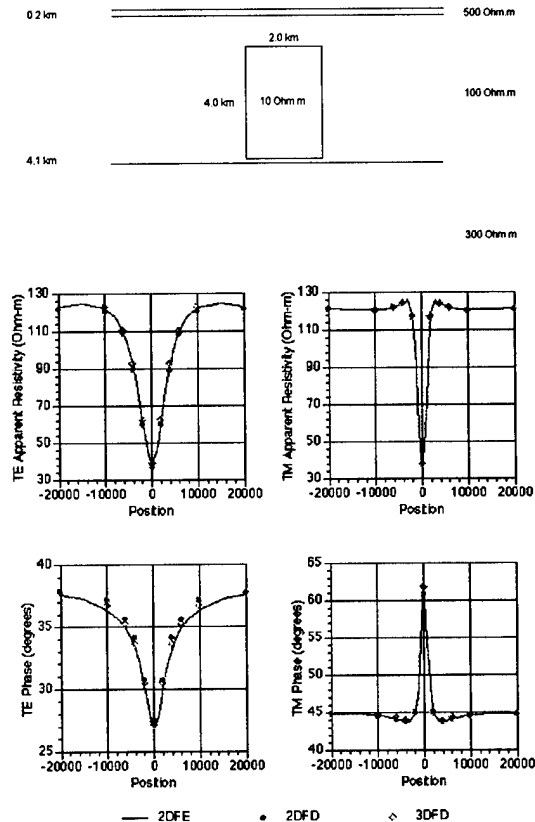 0.2 km
500 Ohm.m
2.0 km
4.0 km
10 Ohm m
100 Ohm.m
4.1 km
300 Ohm m
TE Apparent Resistivity (Ohm-m)
130
110
90
70
50
30
-20000 -10000 0 10000 20000
Position
TM Apparent Resistivity (Ohm-m)
130
110
90
70
50
30
-20000 -10000 0 10000 20000
Position
TE Phase (degrees)
40
37
34
31
28
25
-20000 -10000 0 10000 20000
Position
TM Phase (degrees)
65
60
55
50
45
40
-20000 -10000 0 10000 20000
Position
2DFE 2DFD 3DFD